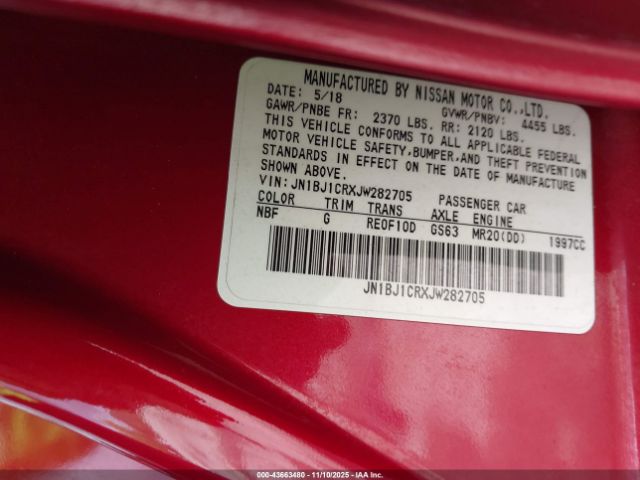 MANUFACTURED BY NISSAN MOTOR CO.,LTD.
DATE: 5/18 GVWR/PNBV: 4455 LBS.
GAWR/PNBE FR: 2370 LBS. RR: 2120 LBS.
THIS VEHICLE CONFORMS TO ALL APPLICABLE FEDERAL
MOTOR VEHICLE SAFETY, BUMPER, AND THEFT PREVENTION
STANDARDS IN EFFECT ON THE DATE OF MANUFACTURE
SHOWN ABOVE.
VIN: JN1BJ1CRXJW282705 PASSENGER CAR
COLOR TRIM TRANS AXLE ENGINE
NBF G RE0F10D GS63 MR20(DD) 1997CC
JN1BJ1CRXJW282705
000-43663480 - 11/10/2025 - IAA Inc.